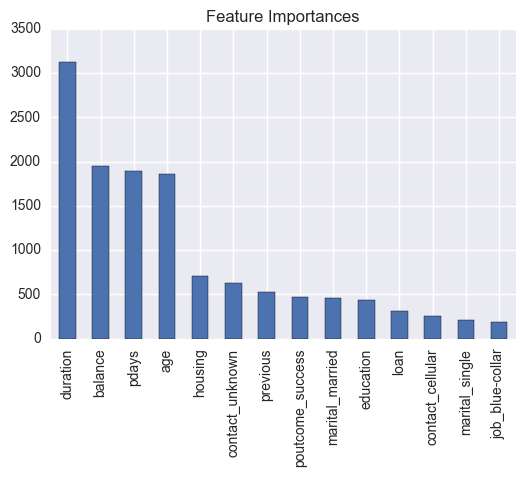 Feature Importances
3500
3000
2500
2000
1500
1000
500
0
duration
balance
pdays
age
housing
contact_unknown
previous
poutcome_success
marital_married
education
loan
contact_cellular
marital_single
job_blue-collar